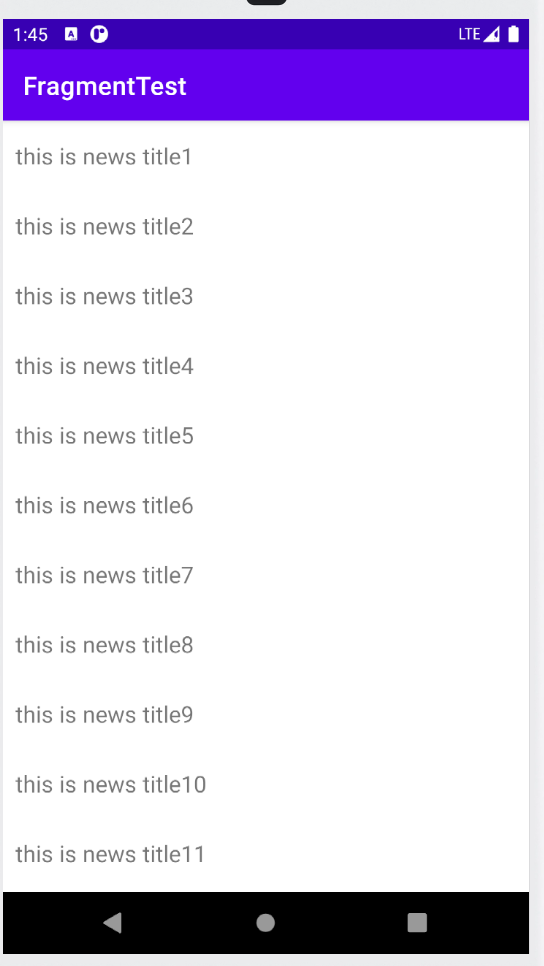 1:45 A LTE
FragmentTest
this is news title1
this is news title2
this is news title3
this is news title4
this is news title5
this is news title6
this is news title7
this is news title8
this is news title9
this is news title10
this is news title11